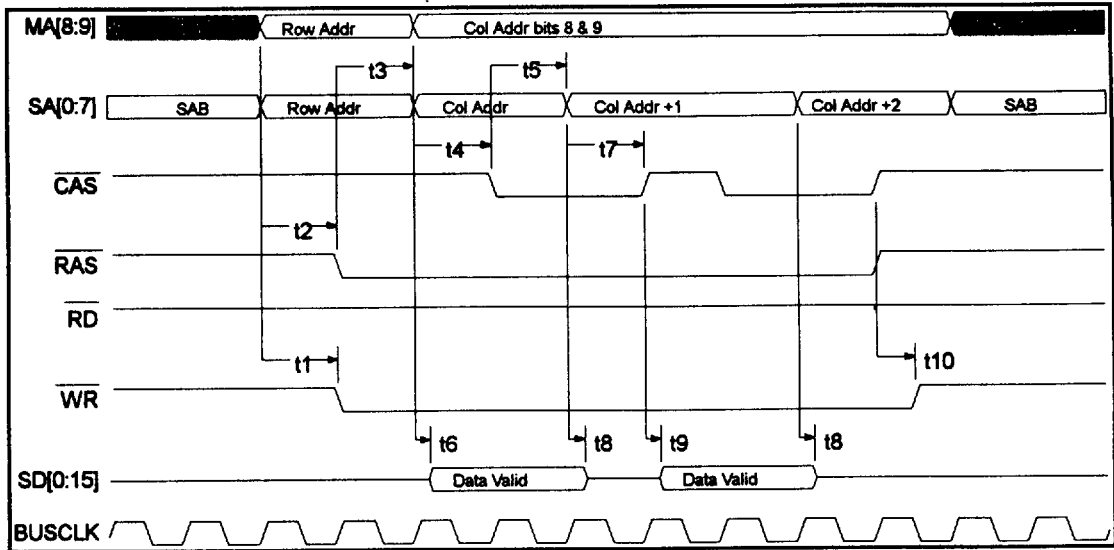 MA[8:9] Row Addr Col Addr bits 8 & 9
t3 t5
SA[0:7] SAB Row Addr Col Addr Col Addr +1 Col Addr +2 SAB
t4 t7
CAS
t2
RAS
RD
t1 t10
WR
t6 t8 t9 t8
SD[0:15] Data Valid Data Valid
BUSCLK